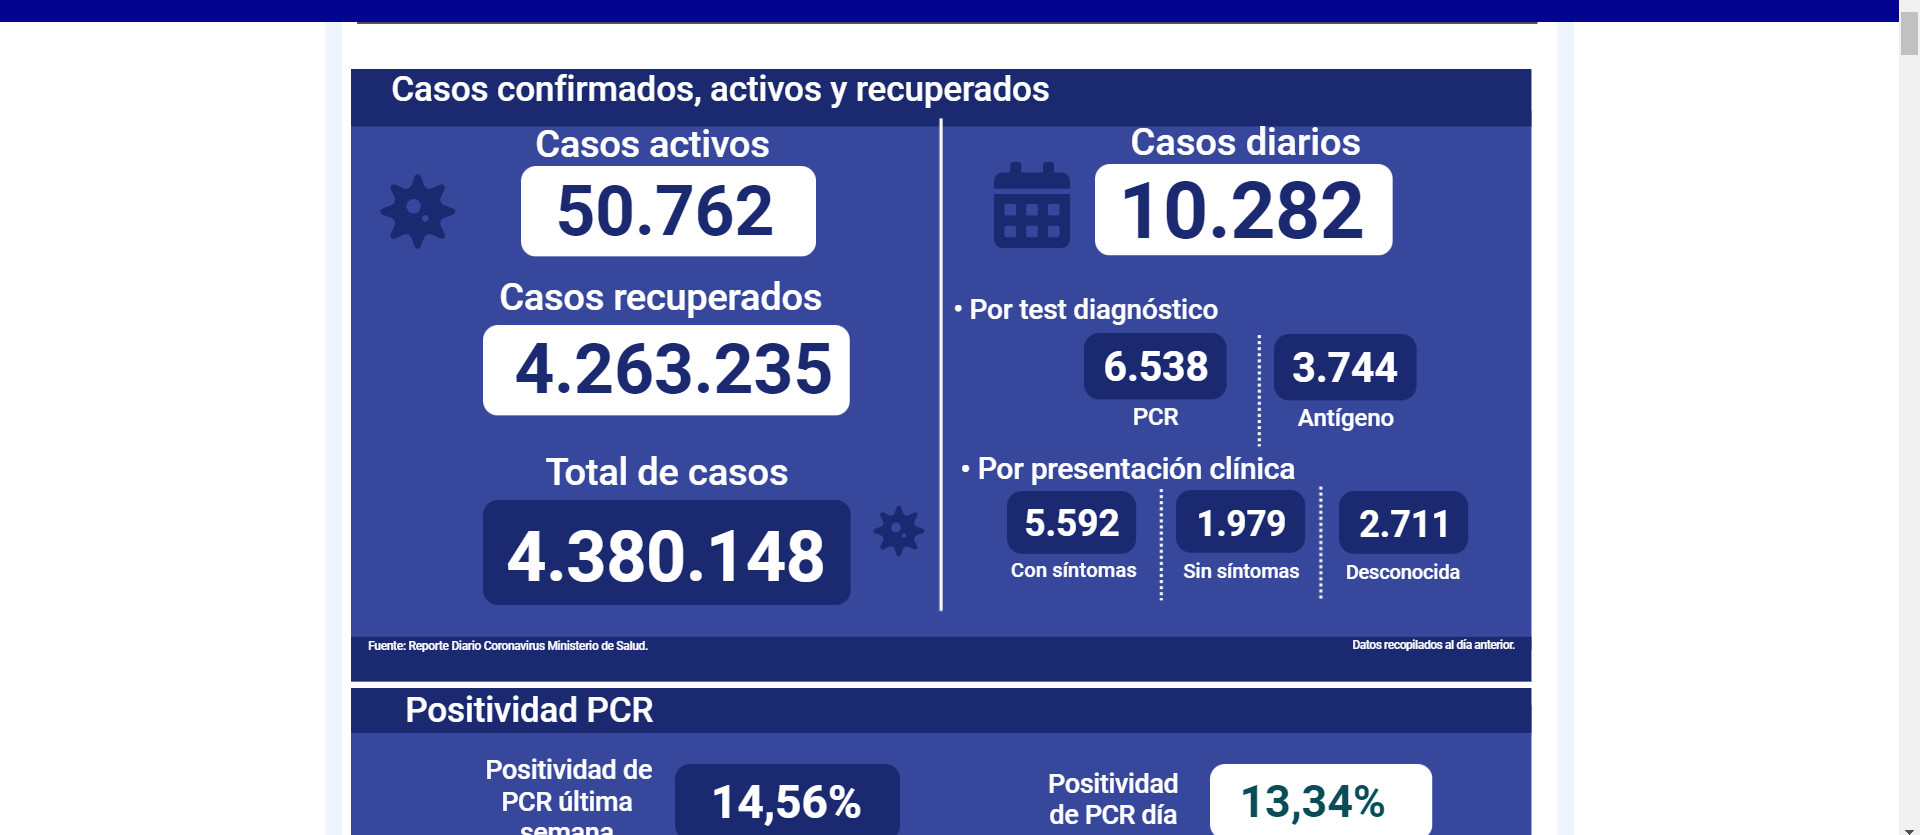 Casos confirmados, activos y recuperados
Casos activos
50.762
Casos recuperados
4.263.235
Total de casos
4.380.148
Casos diarios
10.282
• Por test diagnóstico
6.538
PCR
3.744
Antígeno
• Por presentación clínica
5.592
Con síntomas
1.979
Sin síntomas
2.711
Desconocida
Fuente: Reporte Diario Coronavirus Ministerio de Salud.
Datos recopilados al día anterior.
Positividad PCR
Positividad de
PCR última
semana
14,56%
Positividad
de PCR día
13,34%